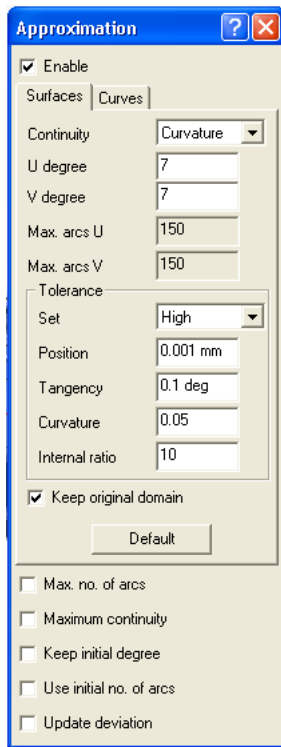 Approximation
Enable
Surfaces Curves
Continuity Curvature
U degree 7
V degree 7
Max. arcs U 150
Max. arcs V 150
Tolerance
Set High
Position 0.001 mm
Tangency 0.1 deg
Curvature 0.05
Internal ratio 10
Keep original domain
Default
Max. no. of arcs
Maximum continuity
Keep initial degree
Use initial no. of arcs
Update deviation